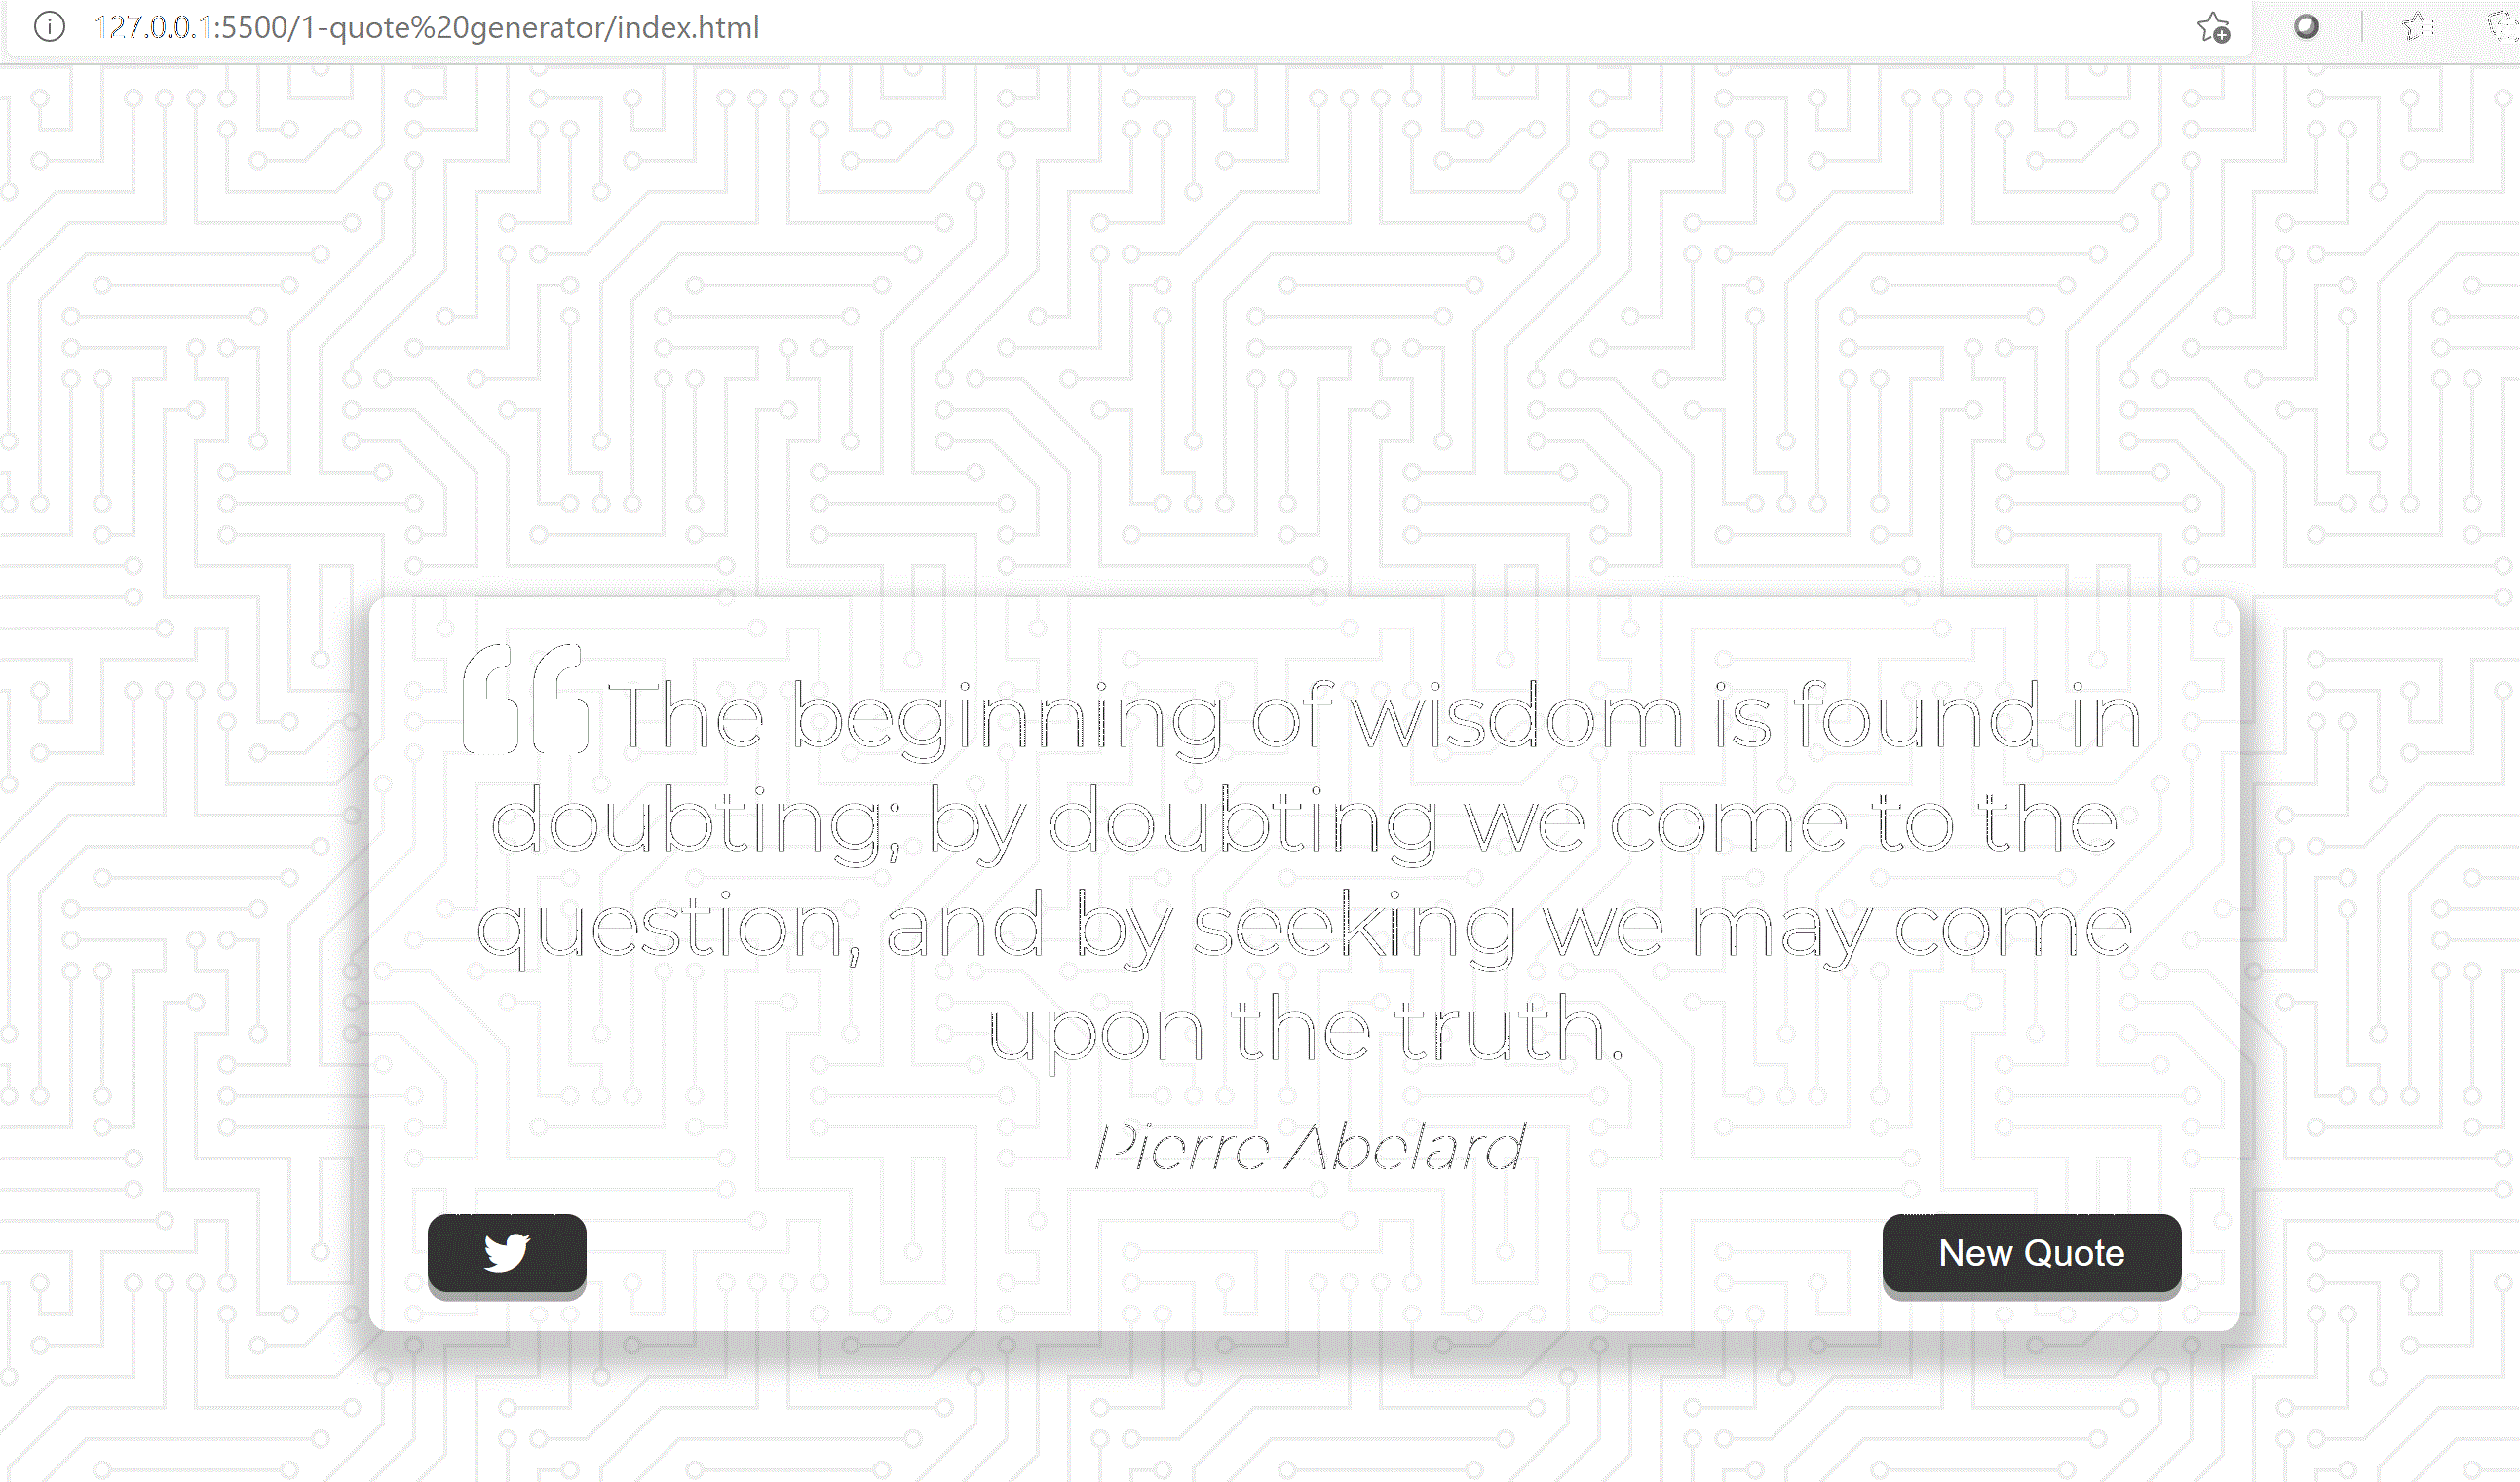 127.0.0.1:5500/1-quote%20generator/index.html
“The beginning of wisdom is found in
doubting; by doubting we come to the
question, and by seeking we may come
upon the truth.
Pierre Abelard
New Quote